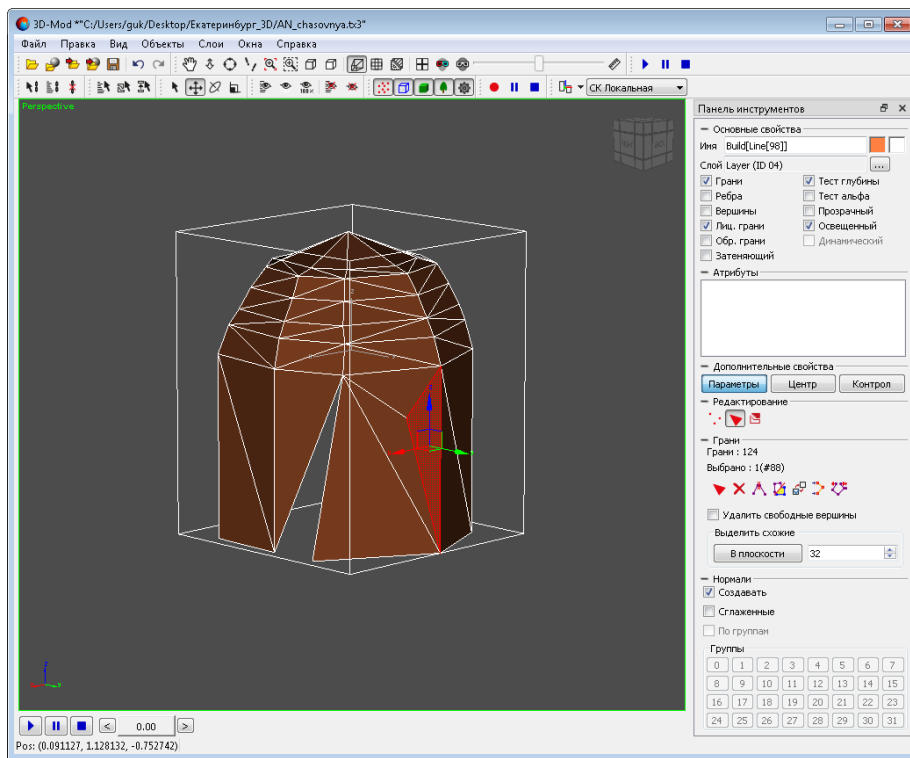 3D-Mod *"C:/Users/guk/Desktop/Екатеринбург_3D/AN_chasovnya.tx3"
Файл Правка Вид Объекты Слои Окна Справка
СК Локальная
Perspective
Панель инструментов
Основные свойства
Имя Build[Line[98]]
Слой Layer (ID 04) ...
Грани Тест глубины
Ребра Тест альфа
Вершины Прозрачный
Лиц. грани Освещенный
Обр. грани Динамический
Затеняющий
Атрибуты
Дополнительные свойства
Параметры Центр Контрол
Редактирование
Грани
Грани : 124
Выбрано : 1(#88)
Удалить свободные вершины
Выделить схожие
В плоскости 32
Нормали
Создавать
Сглаженные
По группам
Группы
0 1 2 3 4 5 6 7
8 9 10 11 12 13 14 15
16 17 18 19 20 21 22 23
24 25 26 27 28 29 30 31
< 0.00 >
Pos: (0.091127, 1.128132, -0.752742)